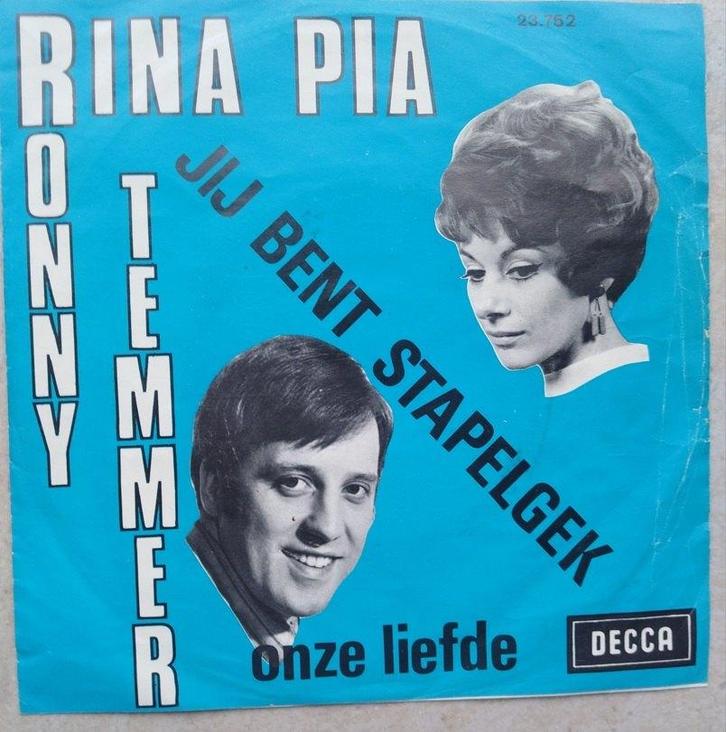 RINA PIA
23.752
RONNY
TEMMER
JIJ BENT STAPELGEK
onze liefde
DECCA